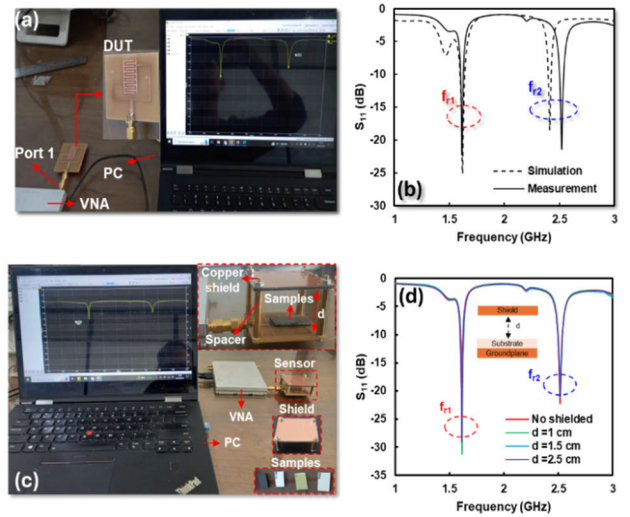 (a)
DUT
Port 1
PC
VNA
0
-5
-10
-15
-20
-25
-30
S11 (dB)
fr1
fr2
Simulation
Measurement
(b)
1
1.5
2
2.5
3
Frequency (GHz)
Copper
shield
Samples
d
Spacer
Sensor
VNA
Shield
PC
Samples
ThinkPad
(c)
(d)
0
-5
-10
-15
-20
-25
-30
-35
S11 (dB)
Shield
d
Substrate
Groundplane
fr1
fr2
No shielded
d =1 cm
d =1.5 cm
d =2.5 cm
1
1.5
2
2.5
3
Frequency (GHz)